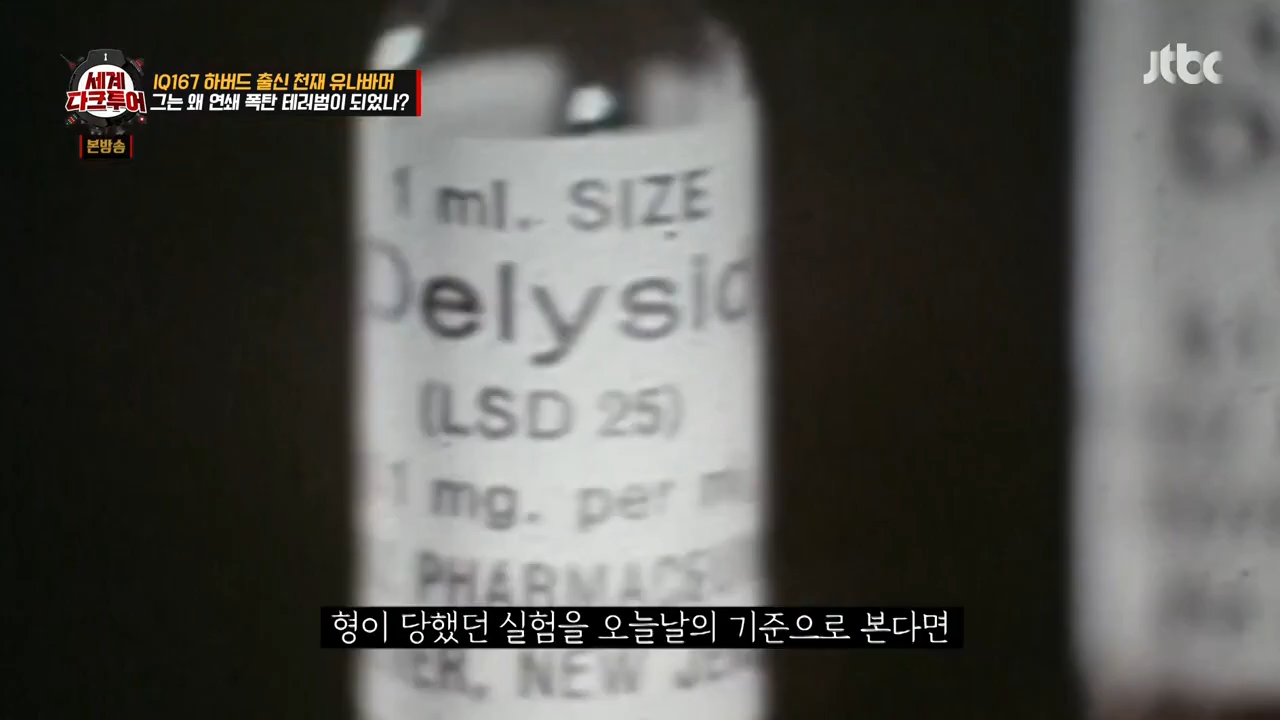 세계
다크투어
본방송
IQ167 하버드 출신 천재 유나바머
그는 왜 연쇄 폭탄 테러범이 되었나?
jtbc
1 ml. SIZE
Delysid
(LSD 25)
1 mg. per
NEW
형이 당했던 실험을 오늘날의 기준으로 본다면